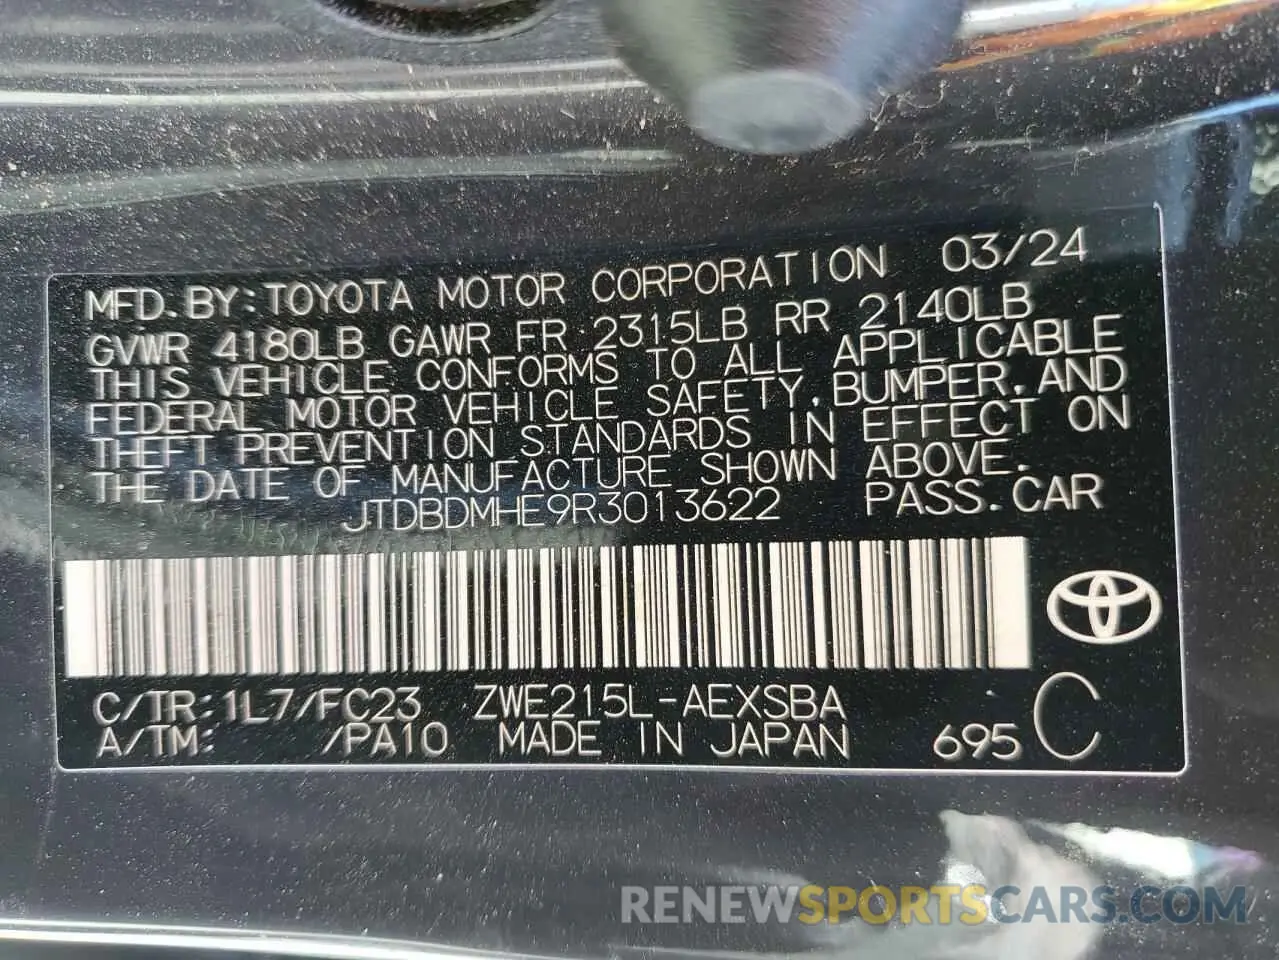 MFD. BY: TOYOTA MOTOR CORPORATION 03/24
GVWR 4180LB GAWR FR 2315LB RR 2140LB
THIS VEHICLE CONFORMS TO ALL APPLICABLE
FEDERAL MOTOR VEHICLE SAFETY, BUMPER, AND
THEFT PREVENTION STANDARDS IN EFFECT ON
THE DATE OF MANUFACTURE SHOWN ABOVE.
JTDBDMHE9R3013622 PASS. CAR
C/TR: 1L7/FC23 ZWE215L-AEXSBA
A/TM: /PA10 MADE IN JAPAN 695 C
RENEWSPORTSCARS.COM